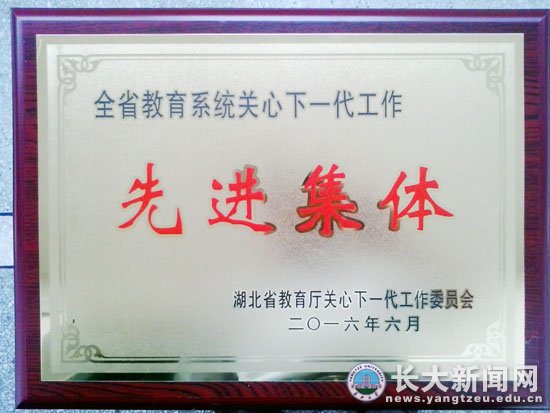 全省教育系统关心下一代工作
先进集体
湖北省教育厅关心下一代工作委员会
二〇一六年六月
长大新闻网
news.yangtzeu.edu.cn